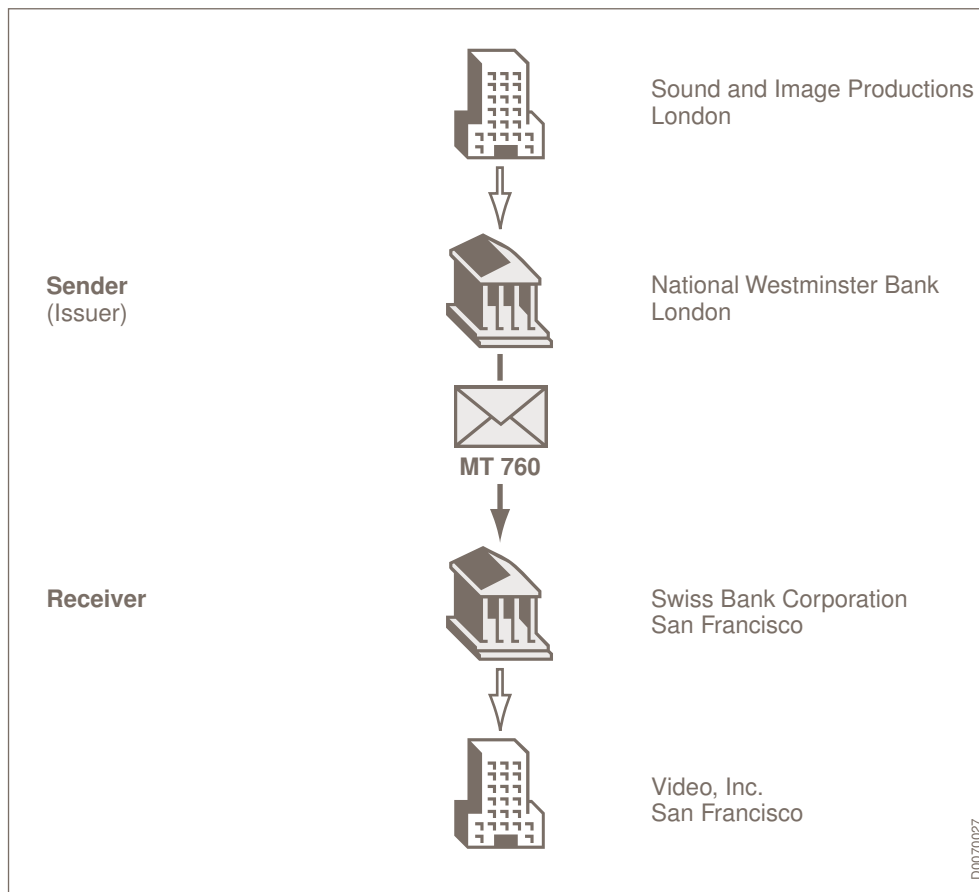 Sound and Image Productions
London
Sender
(Issuer)
National Westminster Bank
London
MT 760
Receiver
Swiss Bank Corporation
San Francisco
Video, Inc.
San Francisco
D0070027